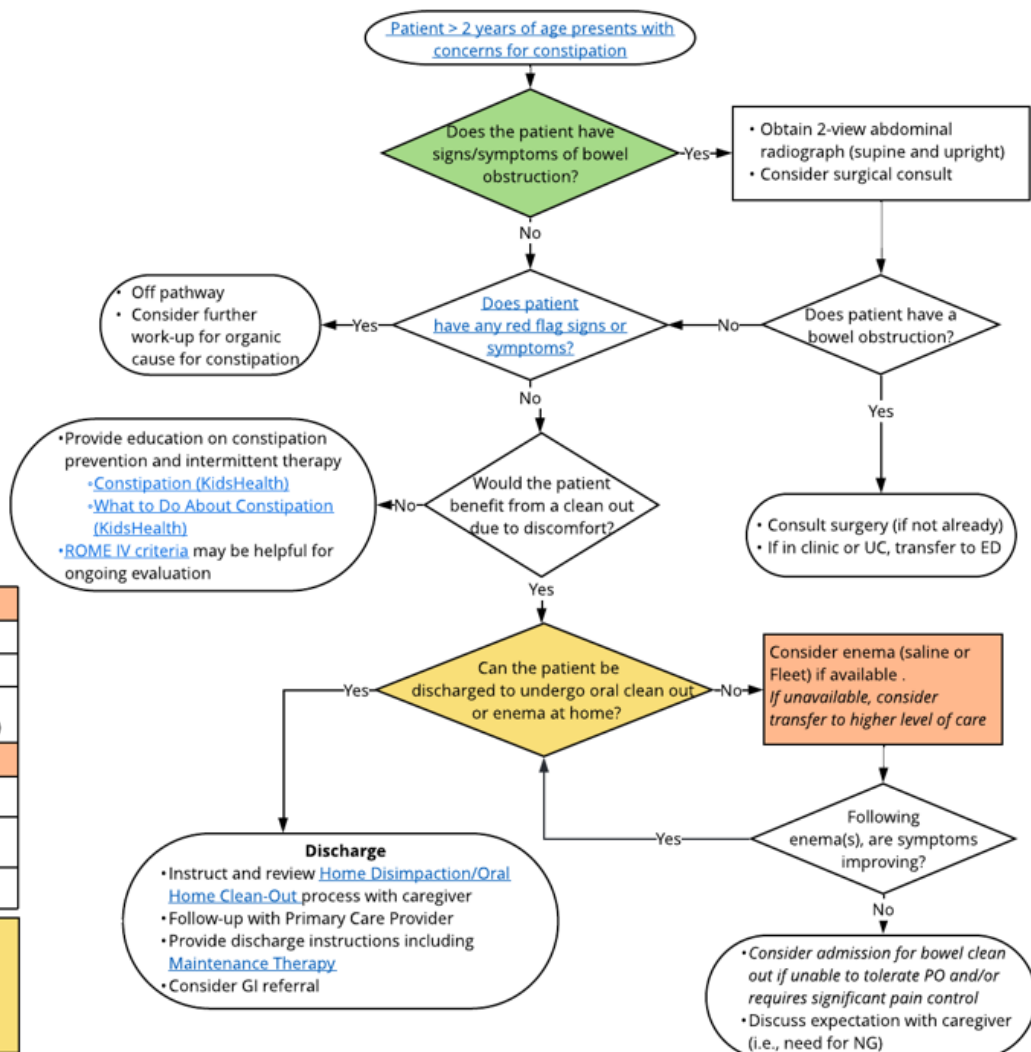 Patient > 2 years of age presents with
concerns for constipation
Does the patient have
signs/symptoms of bowel
obstruction?
Yes
• Obtain 2-view abdominal
radiograph (supine and upright)
• Consider surgical consult
No
• Off pathway
• Consider further
work-up for organic
cause for constipation
Yes
Does patient
have any red flag signs or
symptoms?
No
Does patient have a
bowel obstruction?
No
Yes
•Provide education on constipation
prevention and intermittent therapy
◦Constipation (KidsHealth)
◦What to Do About Constipation
(KidsHealth)
•ROME IV criteria may be helpful for
ongoing evaluation
No
Would the patient
benefit from a clean out
due to discomfort?
• Consult surgery (if not already)
• If in clinic or UC, transfer to ED
Yes
Yes
Can the patient be
discharged to undergo oral clean out
or enema at home?
No
Consider enema (saline or
Fleet) if available .
If unavailable, consider
transfer to higher level of care
Following
enema(s), are symptoms
improving?
Yes
No
Discharge
•Instruct and review Home Disimpaction/Oral
Home Clean-Out process with caregiver
•Follow-up with Primary Care Provider
•Provide discharge instructions including
Maintenance Therapy
•Consider GI referral
•Consider admission for bowel clean
out if unable to tolerate PO and/or
requires significant pain control
•Discuss expectation with caregiver
(i.e., need for NG)
)